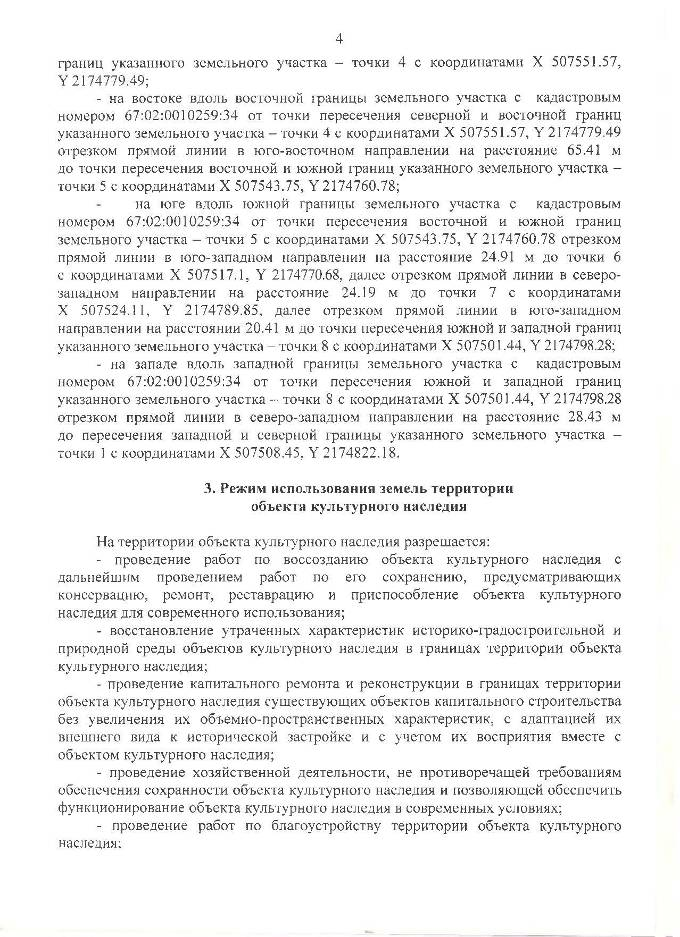 4
границ указанного земельного участка – точки 4 с координатами X 507551.57,
Y 2174779.49;
- на востоке вдоль восточной границы земельного участка с кадастровым
номером 67:02:0010259:34 от точки пересечения северной и восточной границ
указанного земельного участка – точки 4 с координатами X 507551.57, Y 2174779.49
отрезком прямой линии в юго-восточном направлении на расстояние 65.41 м
до точки пересечения восточной и южной границ указанного земельного участка –
точки 5 с координатами X 507543.75, Y 2174760.78;
- на юге вдоль южной границы земельного участка с кадастровым
номером 67:02:0010259:34 от точки пересечения восточной и южной границ
земельного участка – точки 5 с координатами X 507543.75, Y 2174760.78 отрезком
прямой линии в юго-западном направлении на расстояние 24.91 м до точки 6
с координатами X 507517.1, Y 2174770.68, далее отрезком прямой линии в северо-
западном направлении на расстояние 24.19 м до точки 7 с координатами
X 507524.11, Y 2174789.85, далее отрезком прямой линии в юго-западном
направлении на расстоянии 20.41 м до точки пересечения южной и западной границ
указанного земельного участка – точки 8 с координатами X 507501.44, Y 2174798.28;
- на западе вдоль западной границы земельного участка с кадастровым
номером 67:02:0010259:34 от точки пересечения южной и западной границ
указанного земельного участка – точки 8 с координатами X 507501.44, Y 2174798.28
отрезком прямой линии в северо-западном направлении на расстояние 28.43 м
до пересечения западной и северной границы указанного земельного участка –
точки 1 с координатами X 507508.45, Y 2174822.18.
3. Режим использования земель территории
объекта культурного наследия
На территории объекта культурного наследия разрешается:
- проведение работ по воссозданию объекта культурного наследия с
дальнейшим проведением работ по его сохранению, предусматривающих
консервацию, ремонт, реставрацию и приспособление объекта культурного
наследия для современного использования;
- восстановление утраченных характеристик историко-градостроительной и
природной среды объектов культурного наследия в границах территории объекта
культурного наследия;
- проведение капитального ремонта и реконструкции в границах территории
объекта культурного наследия существующих объектов капитального строительства
без увеличения их объемно-пространственных характеристик, с адаптацией их
внешнего вида к исторической застройке и с учетом их восприятия вместе с
объектом культурного наследия;
- проведение хозяйственной деятельности, не противоречащей требованиям
обеспечения сохранности объекта культурного наследия и позволяющей обеспечить
функционирование объекта культурного наследия в современных условиях;
- проведение работ по благоустройству территории объекта культурного
наследия;